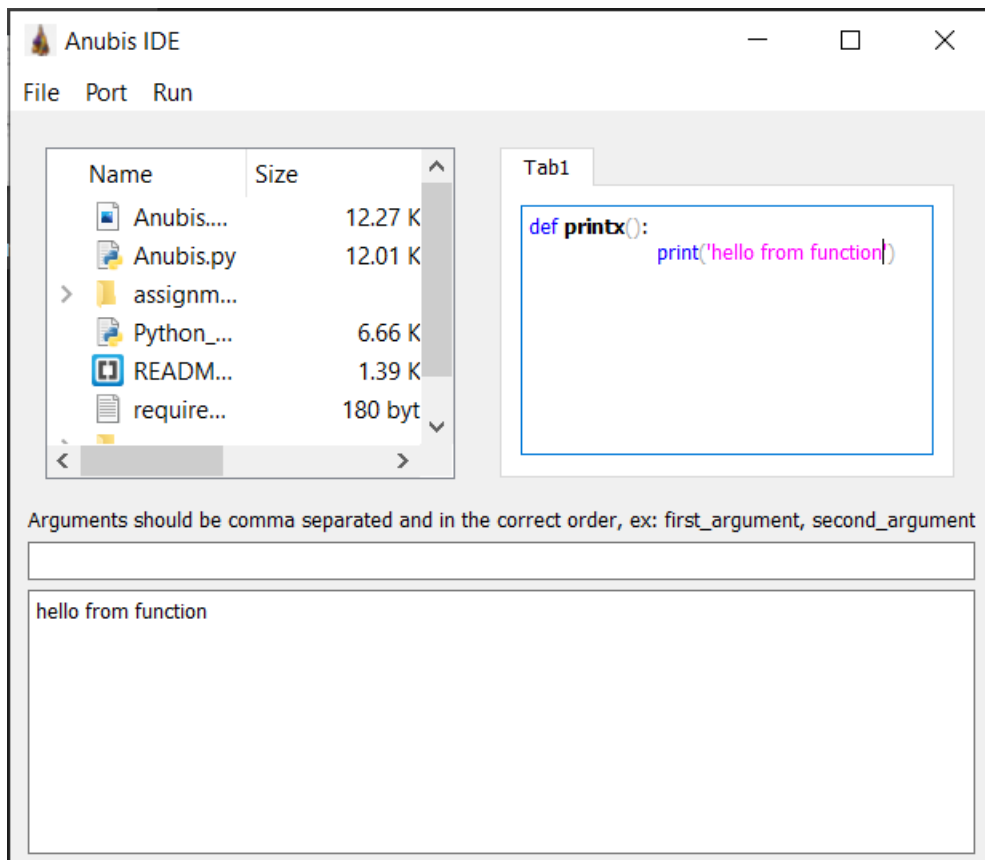 Anubis IDE
File Port Run
Name Size
Anubis.... 12.27 K
Anubis.py 12.01 K
assignm...
Python_... 6.66 K
READM... 1.39 K
require... 180 byt
Tab1
def printx():
print('hello from function')
Arguments should be comma separated and in the correct order, ex: first_argument, second_argument
hello from function